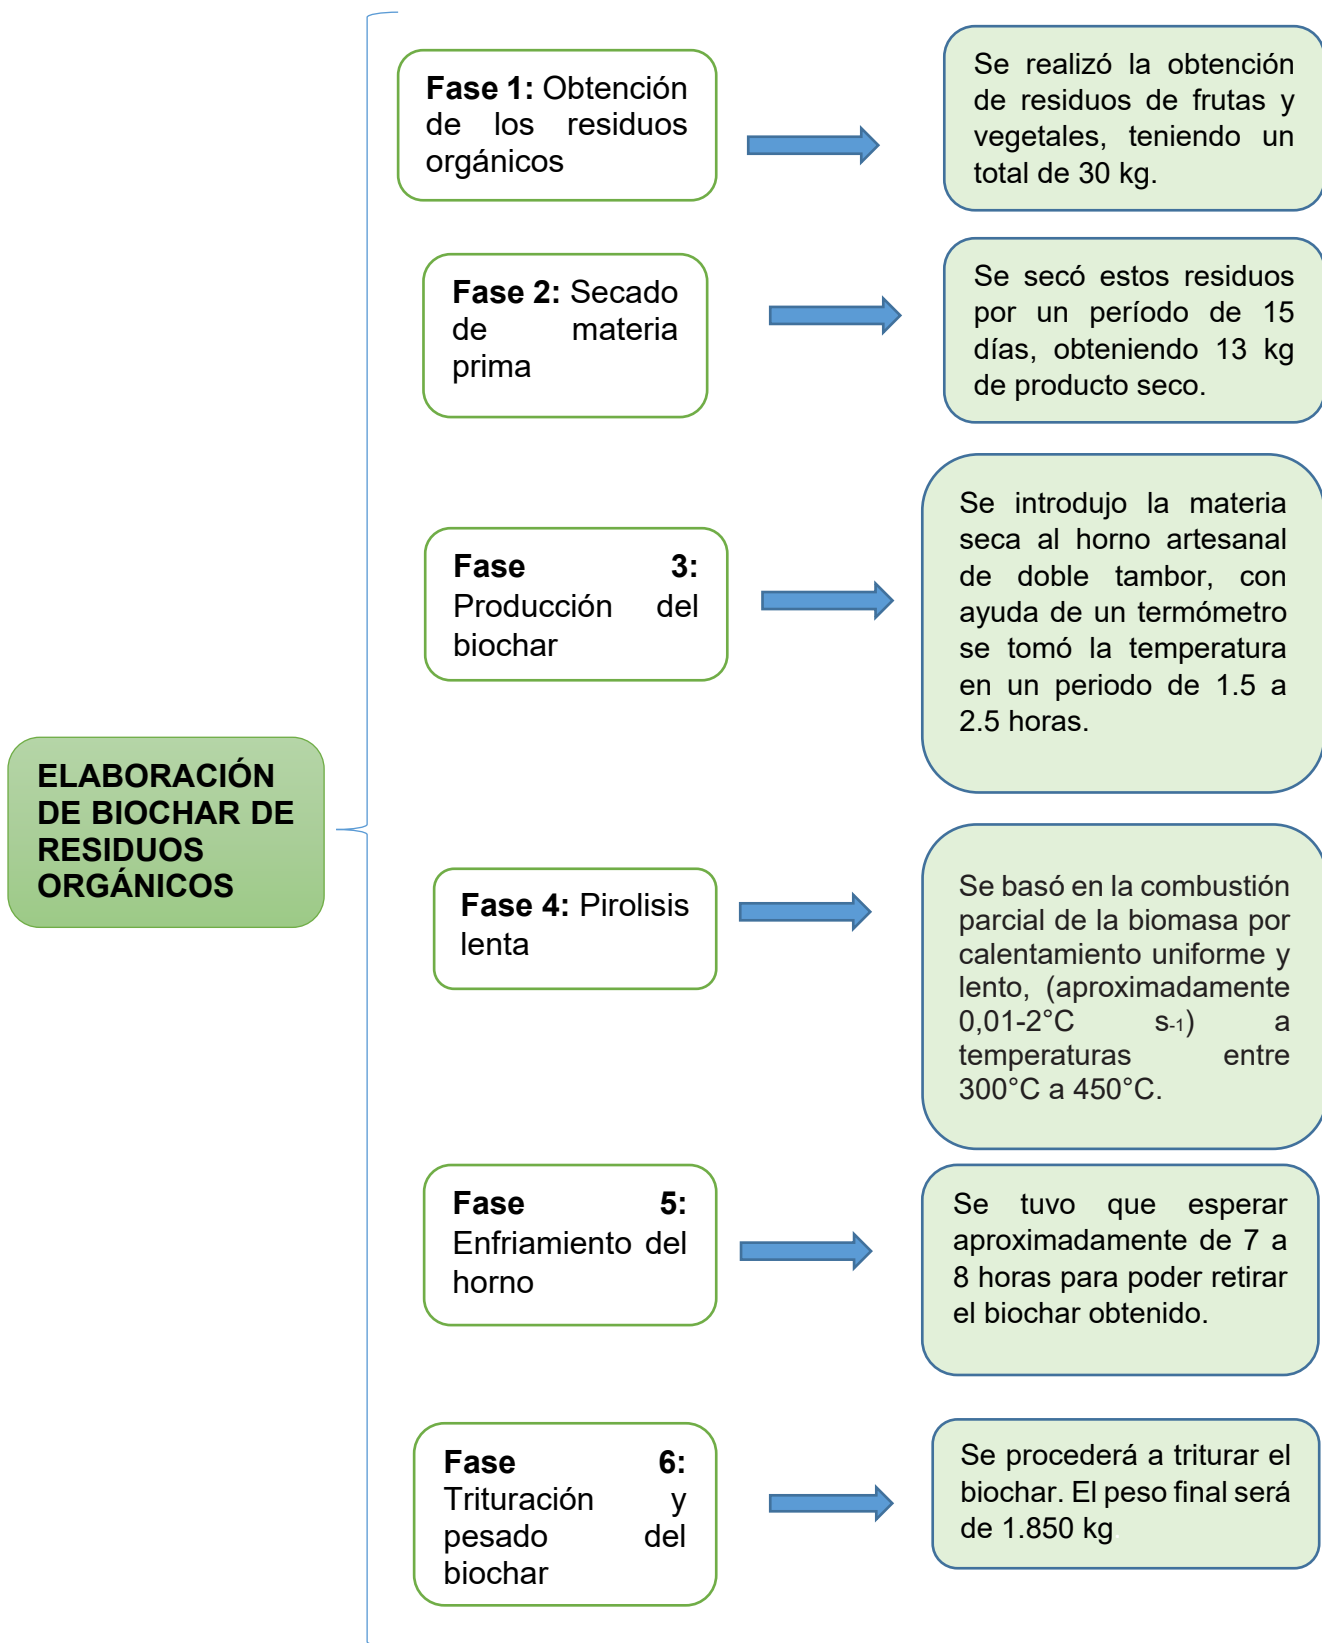 Fase 1: Obtención
de los residuos
orgánicos
Se realizó la obtención
de residuos de frutas y
vegetales, teniendo un
total de 30 kg.
Fase 2: Secado
de materia
prima
Se secó estos residuos
por un período de 15
días, obteniendo 13 kg
de producto seco.
Fase 3:
Producción del
biochar
Se introdujo la materia
seca al horno artesanal
de doble tambor, con
ayuda de un termómetro
se tomó la temperatura
en un periodo de 1.5 a
2.5 horas.
ELABORACIÓN
DE BIOCHAR DE
RESIDUOS
ORGÁNICOS
Fase 4: Pirolisis
lenta
Se basó en la combustión
parcial de la biomasa por
calentamiento uniforme y
lento, (aproximadamente
0,01-2°C s-1) a
temperaturas entre
300°C a 450°C.
Fase 5:
Enfriamiento del
horno
Se tuvo que esperar
aproximadamente de 7 a
8 horas para poder retirar
el biochar obtenido.
Fase 6:
Trituración y
pesado del
biochar
Se procederá a triturar el
biochar. El peso final será
de 1.850 kg